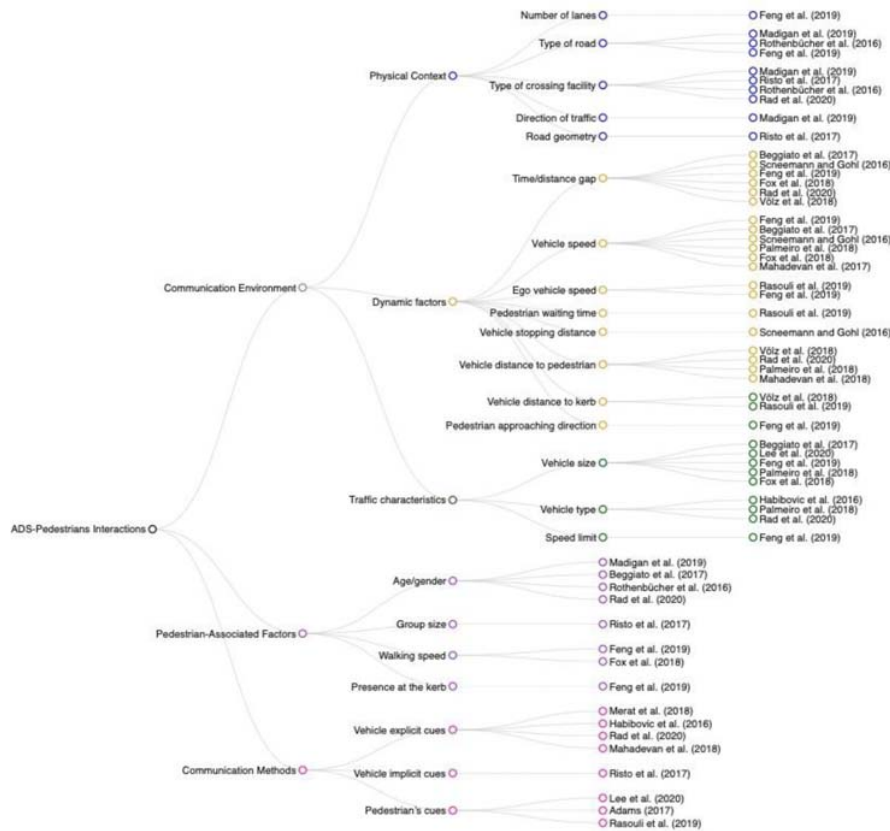 ADS-Pedestrians Interactions
Communication Environment
Physical Context
Number of lanes
Feng et al. (2019)
Type of road
Madigan et al. (2019)
Rothenbücher et al. (2016)
Feng et al. (2019)
Type of crossing facility
Madigan et al. (2019)
Risto et al. (2017)
Rothenbücher et al. (2016)
Rad et al. (2020)
Direction of traffic
Madigan et al. (2019)
Road geometry
Risto et al. (2017)
Dynamic factors
Time/distance gap
Beggiato et al. (2017)
Scneemann and Gohl (2016)
Feng et al. (2019)
Fox et al. (2018)
Rad et al. (2020)
Völz et al. (2018)
Vehicle speed
Feng et al. (2019)
Beggiato et al. (2017)
Scneemann and Gohl (2016)
Palmeiro et al. (2018)
Fox et al. (2018)
Mahadevan et al. (2017)
Ego vehicle speed
Rasouli et al. (2019)
Feng et al. (2019)
Pedestrian waiting time
Rasouli et al. (2019)
Vehicle stopping distance
Scneemann and Gohl (2016)
Vehicle distance to pedestrian
Völz et al. (2018)
Rad et al. (2020)
Palmeiro et al. (2018)
Mahadevan et al. (2018)
Vehicle distance to kerb
Völz et al. (2018)
Rasouli et al. (2019)
Pedestrian approaching direction
Feng et al. (2019)
Traffic characteristics
Vehicle size
Beggiato et al. (2017)
Lee et al. (2020)
Feng et al. (2019)
Palmeiro et al. (2018)
Fox et al. (2018)
Vehicle type
Habibovic et al. (2016)
Palmeiro et al. (2018)
Rad et al. (2020)
Speed limit
Feng et al. (2019)
Pedestrian-Associated Factors
Age/gender
Madigan et al. (2019)
Beggiato et al. (2017)
Rothenbücher et al. (2016)
Rad et al. (2020)
Group size
Risto et al. (2017)
Walking speed
Feng et al. (2019)
Fox et al. (2018)
Presence at the kerb
Feng et al. (2019)
Communication Methods
Vehicle explicit cues
Merat et al. (2018)
Habibovic et al. (2016)
Rad et al. (2020)
Mahadevan et al. (2018)
Vehicle implicit cues
Risto et al. (2017)
Pedestrian's cues
Lee et al. (2020)
Adams (2017)
Rasouli et al. (2019)